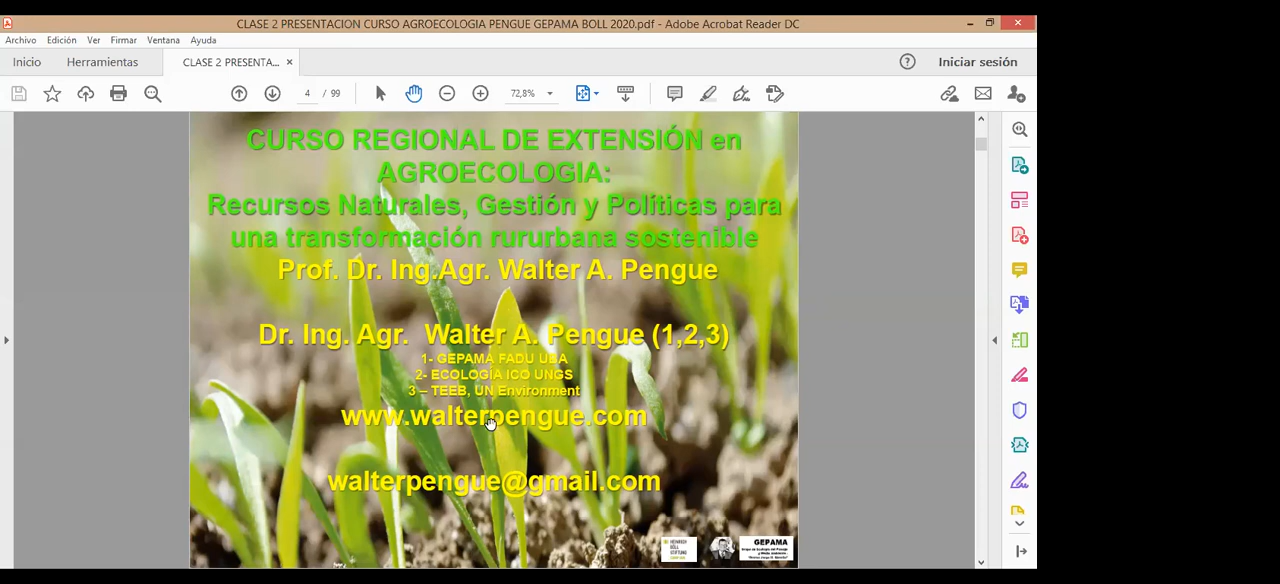 CLASE 2 PRESENTACION CURSO AGROECOLOGIA PENGUE GEPAMA BOLL 2020.pdf - Adobe Acrobat Reader DC
Archivo Edición Ver Firmar Ventana Ayuda
Inicio Herramientas CLASE 2 PRESENTA... × Iniciar sesión
4 / 99 72,8%
CURSO REGIONAL DE EXTENSIÓN en
AGROECOLOGIA:
Recursos Naturales, Gestión y Políticas para
una transformación rururbana sostenible
Prof. Dr. Ing.Agr. Walter A. Pengue
Dr. Ing. Agr. Walter A. Pengue (1,2,3)
1- GEPAMA FADU UBA
2- ECOLOGÍA ICO UNGS
3 – TEEB, UN Environment
www.walterpengue.com
walterpengue@gmail.com
HEINRICH BÖLL STIFTUNG
GEPAMA